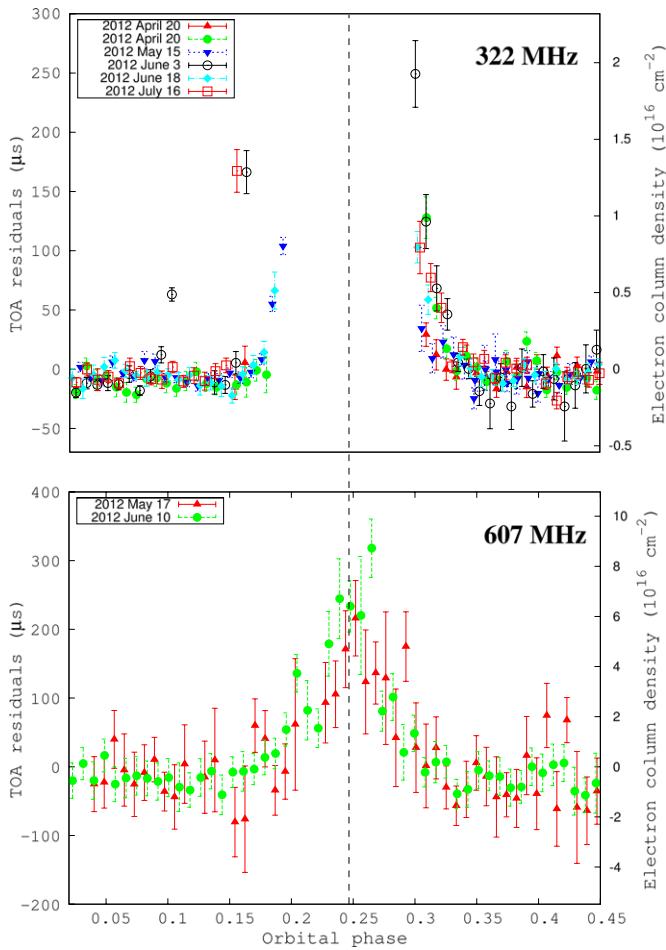 300
250
200
150
100
50
0
−50
TOA residuals (μs)
2012 April 20
2012 April 20
2012 May 15
2012 June 3
2012 June 18
2012 July 16
322 MHz
2
1.5
1
0.5
0
-0.5
Electron column density (10^16 cm^-2)
400
300
200
100
0
−100
−200
TOA residuals (μs)
2012 May 17
2012 June 10
607 MHz
10
8
6
4
2
0
-2
-4
Electron column density (10^16 cm^-2)
0.05 0.1 0.15 0.2 0.25 0.3 0.35 0.4 0.45
Orbital phase